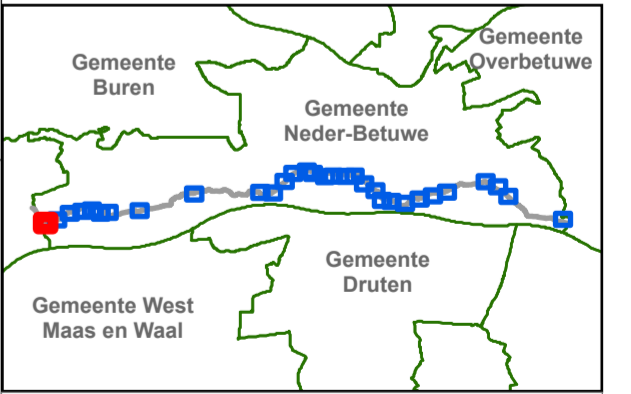 Gemeente
Buren
Gemeente
Overbetuwe
Gemeente
Neder-Betuwe
Gemeente
Druten
Gemeente West
Maas en Waal